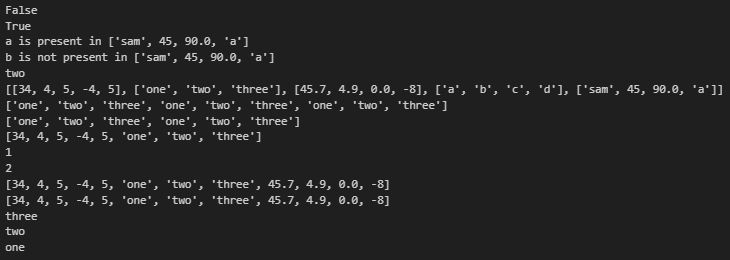 False
True
a is present in ['sam', 45, 90.0, 'a']
b is not present in ['sam', 45, 90.0, 'a']
two
[[34, 4, 5, -4, 5], ['one', 'two', 'three'], [45.7, 4.9, 0.0, -8], ['a', 'b', 'c', 'd'], ['sam', 45, 90.0, 'a']]
['one', 'two', 'three', 'one', 'two', 'three', 'one', 'two', 'three']
['one', 'two', 'three', 'one', 'two', 'three']
[34, 4, 5, -4, 5, 'one', 'two', 'three']
1
2
[34, 4, 5, -4, 5, 'one', 'two', 'three', 45.7, 4.9, 0.0, -8]
[34, 4, 5, -4, 5, 'one', 'two', 'three', 45.7, 4.9, 0.0, -8]
three
two
one